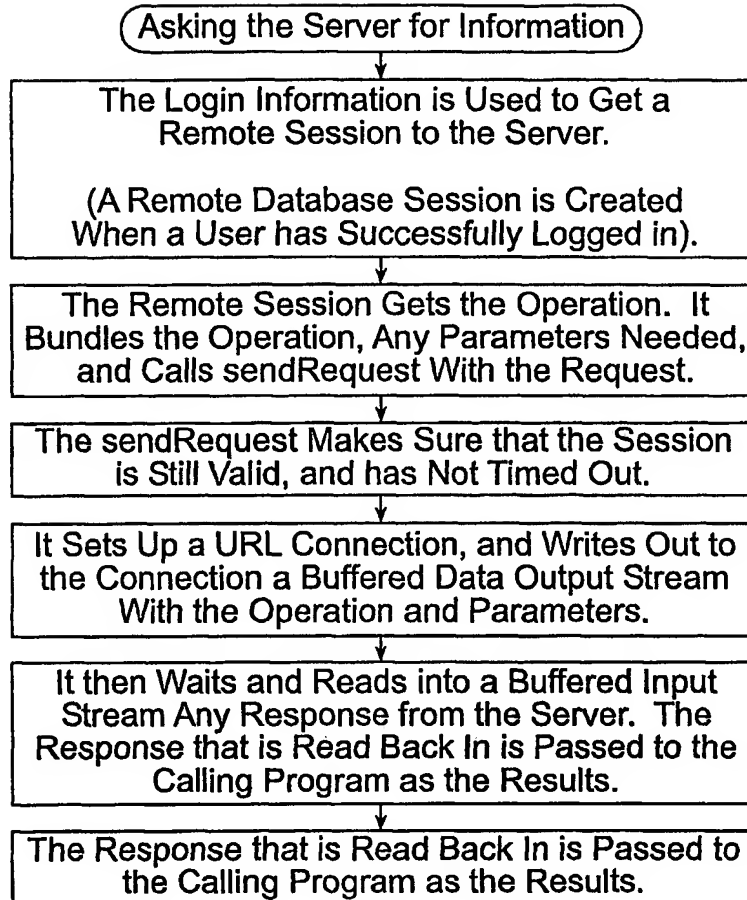 Asking the Server for Information
The Login Information is Used to Get a
Remote Session to the Server.
(A Remote Database Session is Created
When a User has Successfully Logged in).
The Remote Session Gets the Operation. It
Bundles the Operation, Any Parameters Needed,
and Calls sendRequest With the Request.
The sendRequest Makes Sure that the Session
is Still Valid, and has Not Timed Out.
It Sets Up a URL Connection, and Writes Out to
the Connection a Buffered Data Output Stream
With the Operation and Parameters.
It then Waits and Reads into a Buffered Input
Stream Any Response from the Server. The
Response that is Read Back In is Passed to the
Calling Program as the Results.
The Response that is Read Back In is Passed to
the Calling Program as the Results.